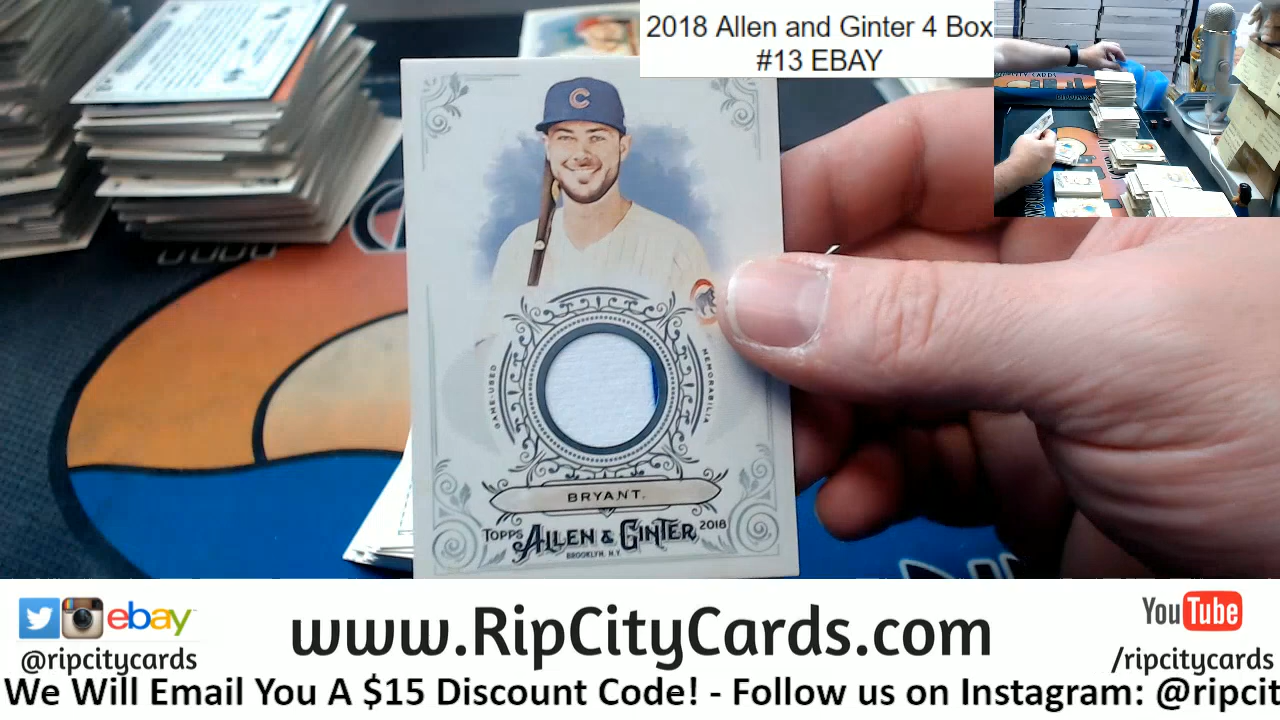 2018 Allen and Ginter 4 Box
#13 EBAY
C
GAME-USED
MEMORABILIA
BRYANT.
TOPPS ALLEN & GINTER 2018
BROOKLYN, N.Y.
ebay
@ripcitycards
www.RipCityCards.com
YouTube
/ripcitycards
We Will Email You A $15 Discount Code! - Follow us on Instagram: @ripcit